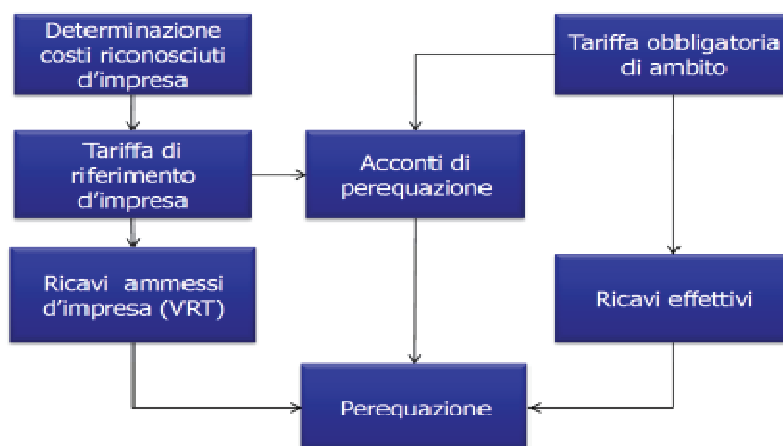 Determinazione
costi riconosciuti
d'impresa
Tariffa obbligatoria
di ambito
Tariffa di
riferimento
d'impresa
Acconti di
perequazione
Ricavi ammessi
d'impresa (VRT)
Ricavi effettivi
Perequazione